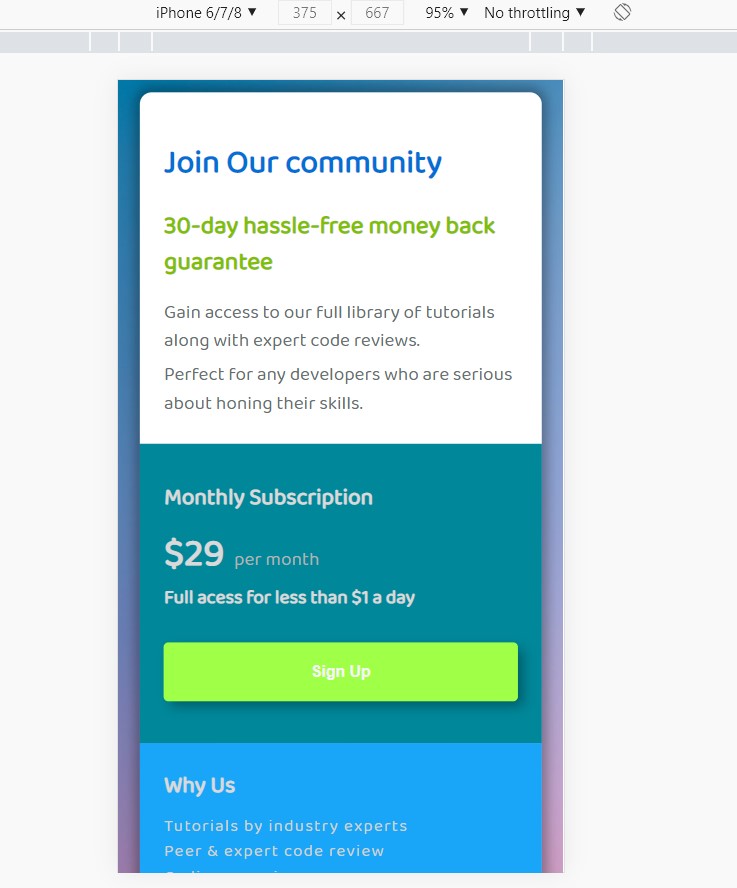 iPhone 6/7/8 ▼ 375 × 667 95% ▼ No throttling ▼
Join Our community
30-day hassle-free money back
guarantee
Gain access to our full library of tutorials
along with expert code reviews.
Perfect for any developers who are serious
about honing their skills.
Monthly Subscription
$29 per month
Full acess for less than $1 a day
Sign Up
Why Us
Tutorials by industry experts
Peer & expert code review